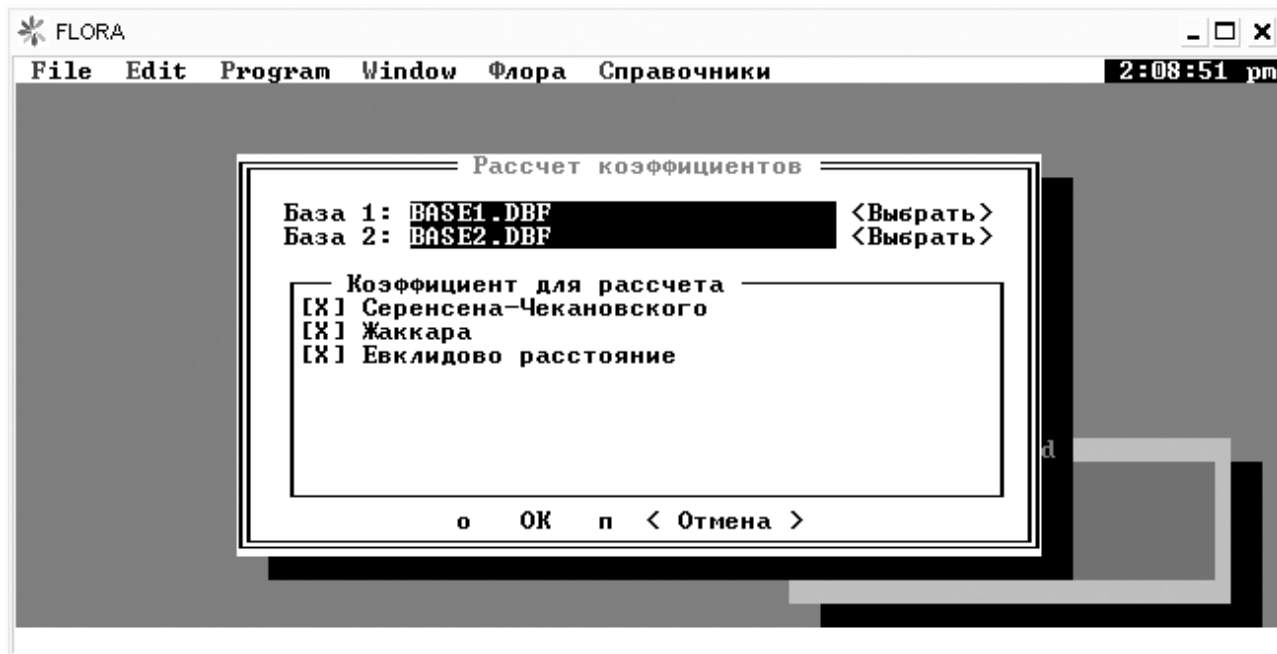 FLORA
File Edit Program Window Флора Справочники 2:08:51 pm
Рассчет коэффициентов
База 1: BASE1.DBF <Выбрать>
База 2: BASE2.DBF <Выбрать>
Коэффициент для рассчета
[X] Серенсена-Чекановского
[X] Жаккара
[X] Евклидово расстояние
d
о ОК п < Отмена >